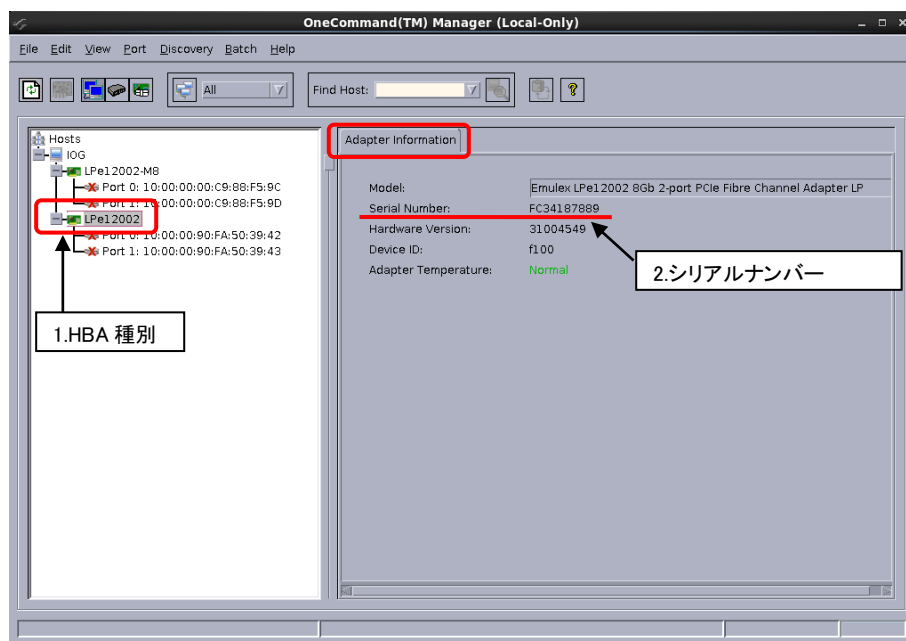 OneCommand(TM) Manager (Local-Only)
File Edit View Port Discovery Batch Help
All
Find Host:
Hosts
IOG
LPe12002-M8
Port 0: 10:00:00:00:C9:88:F5:9C
Port 1: 10:00:00:00:C9:88:F5:9D
LPe12002
Port 0: 10:00:00:90:FA:50:39:42
Port 1: 10:00:00:90:FA:50:39:43
1.HBA 種別
Adapter Information
Model: Emulex LPe12002 8Gb 2-port PCIe Fibre Channel Adapter LP
Serial Number: FC34187889
Hardware Version: 31004549
Device ID: f100
Adapter Temperature: Normal
2.シリアルナンバー